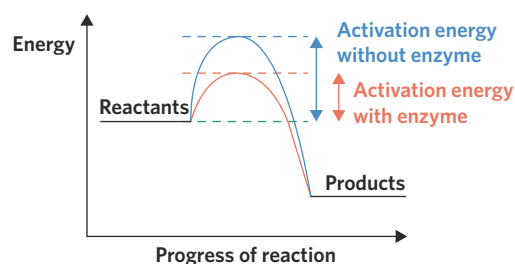 Energy
Activation energy
without enzyme
Activation energy
with enzyme
Reactants
Products
Progress of reaction